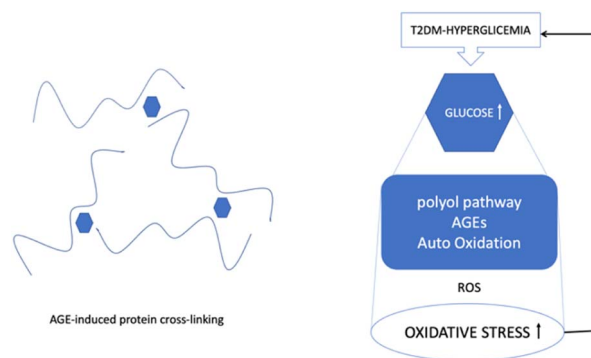 T2DM-HYPERGLICEMIA
GLUCOSE ↑
polyol pathway
AGEs
Auto Oxidation
ROS
OXIDATIVE STRESS ↑
AGE-induced protein cross-linking